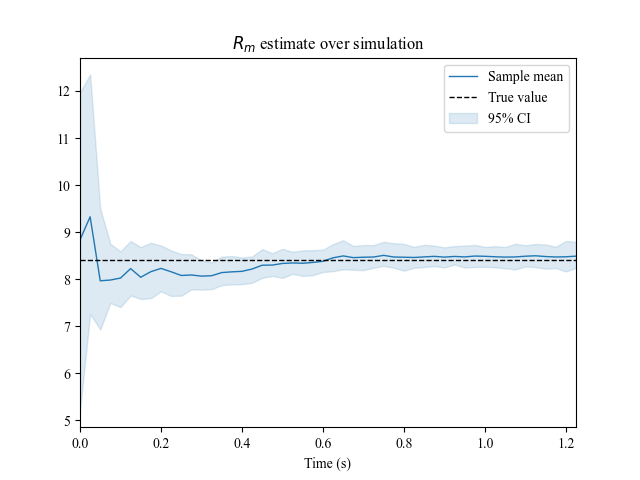 R_m estimate over simulation
Sample mean
True value
95% CI
12
11
10
9
8
7
6
5
0.0 0.2 0.4 0.6 0.8 1.0 1.2
Time (s)